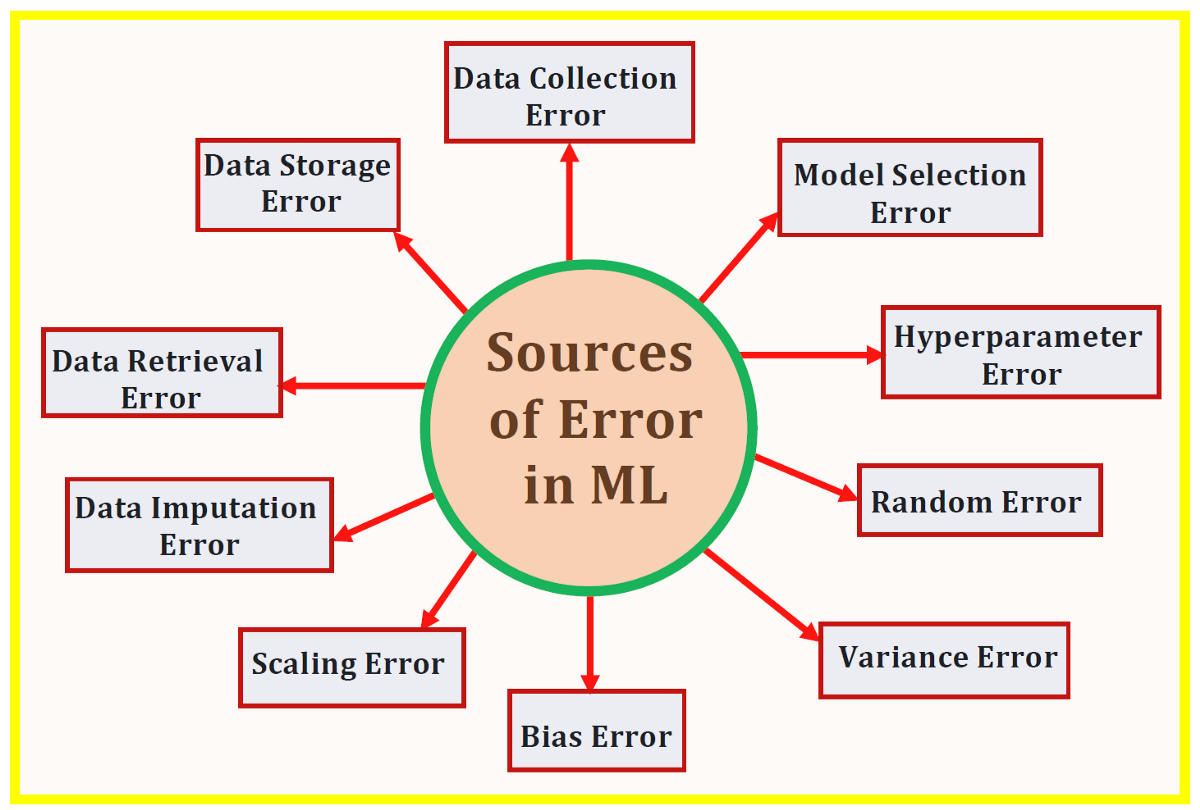 Data Collection
Error
Data Storage
Error
Model Selection
Error
Data Retrieval
Error
Sources
of Error
in ML
Hyperparameter
Error
Data Imputation
Error
Random Error
Scaling Error
Variance Error
Bias Error